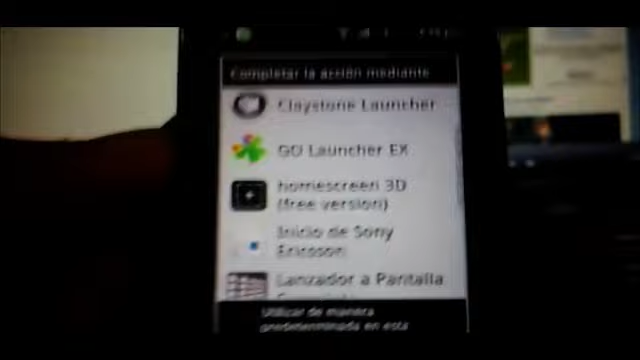 Completar la acción mediante
Claystone Launcher
GO Launcher EX
homescreen 3D
(free version)
Inicio de Sony
Ericsson
Lanzador a Pantalla
Utilizar de manera
predeterminada en esta